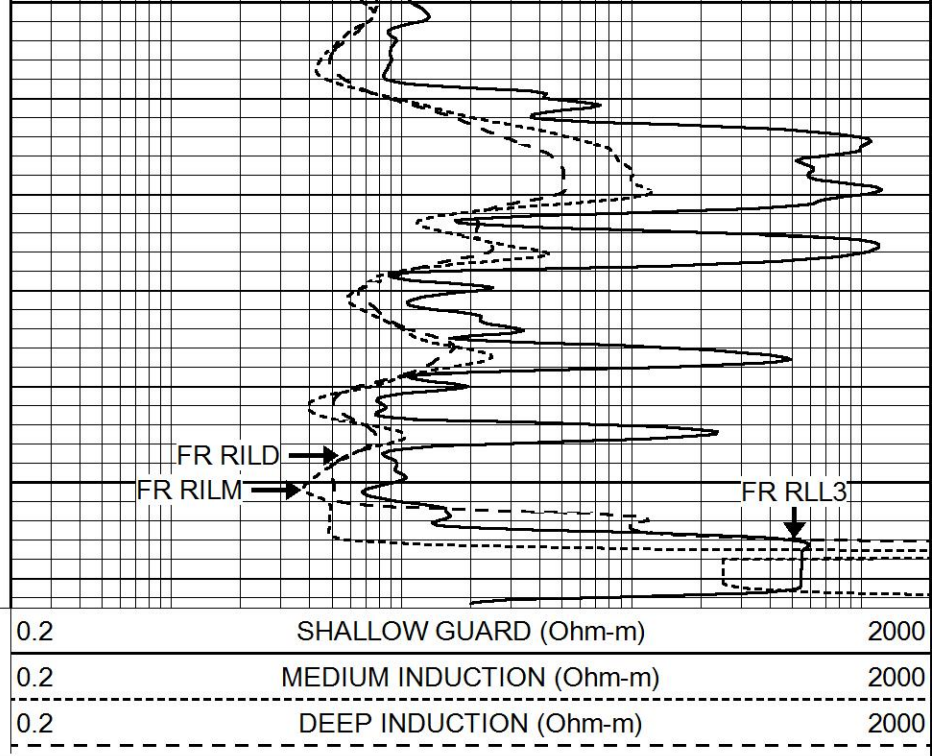 FR RILD
FR RILM
FR RLL3
0.2 SHALLOW GUARD (Ohm-m) 2000
0.2 MEDIUM INDUCTION (Ohm-m) 2000
0.2 DEEP INDUCTION (Ohm-m) 2000